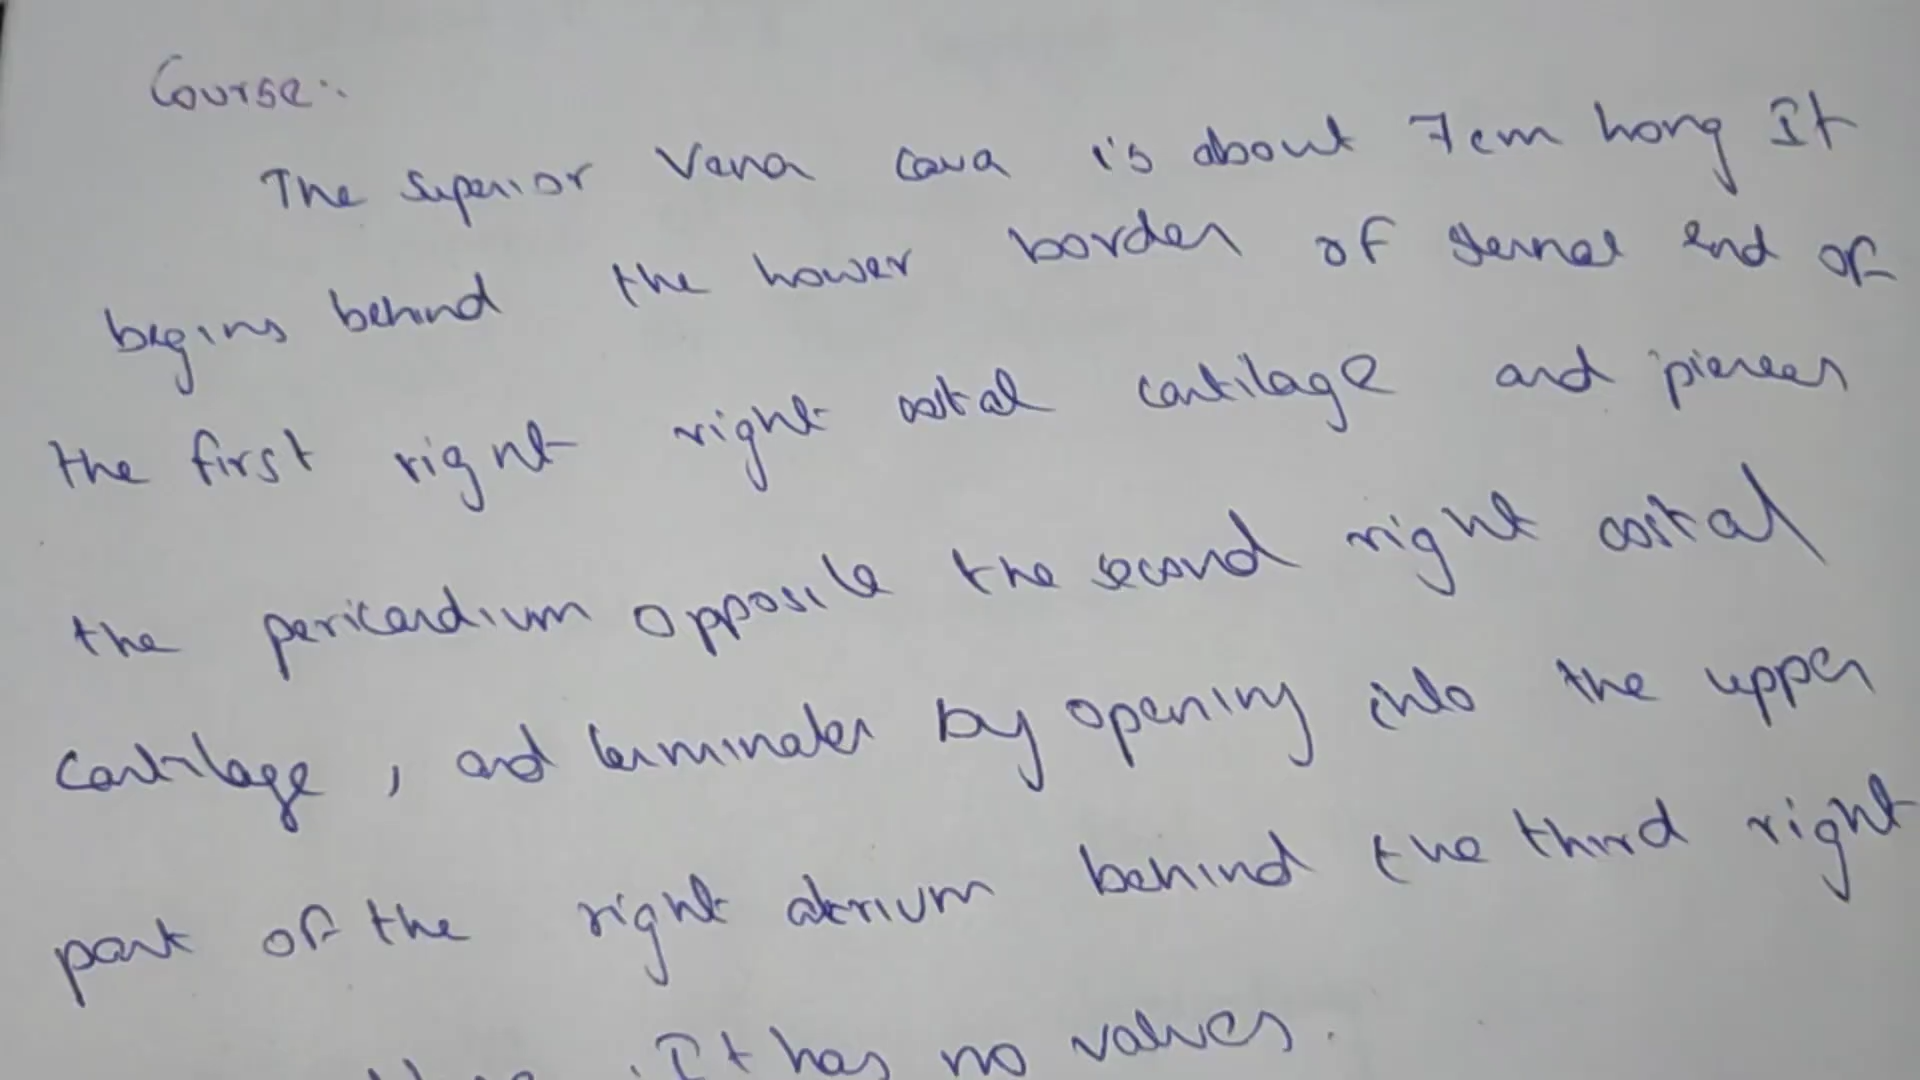 Course:.
The superior Vena cava is about 7cm long It
begins behind the lower border of sternal end of
the first right right costal cartilage and pierces
the pericardium opposite the second right costal
cartilage, and terminates by opening into the upper
part of the right atrium behind the third right
. It has no valves.